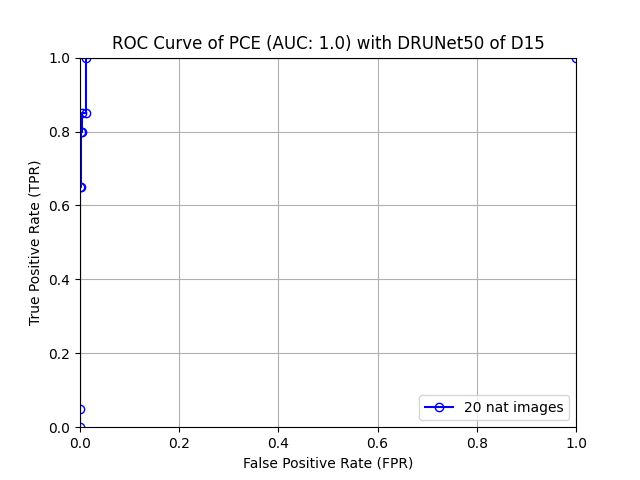 ROC Curve of PCE (AUC: 1.0) with DRUNet50 of D15
1.0
0.8
0.6
0.4
0.2
0.0
True Positive Rate (TPR)
20 nat images
0.0 0.2 0.4 0.6 0.8 1.0
False Positive Rate (FPR)